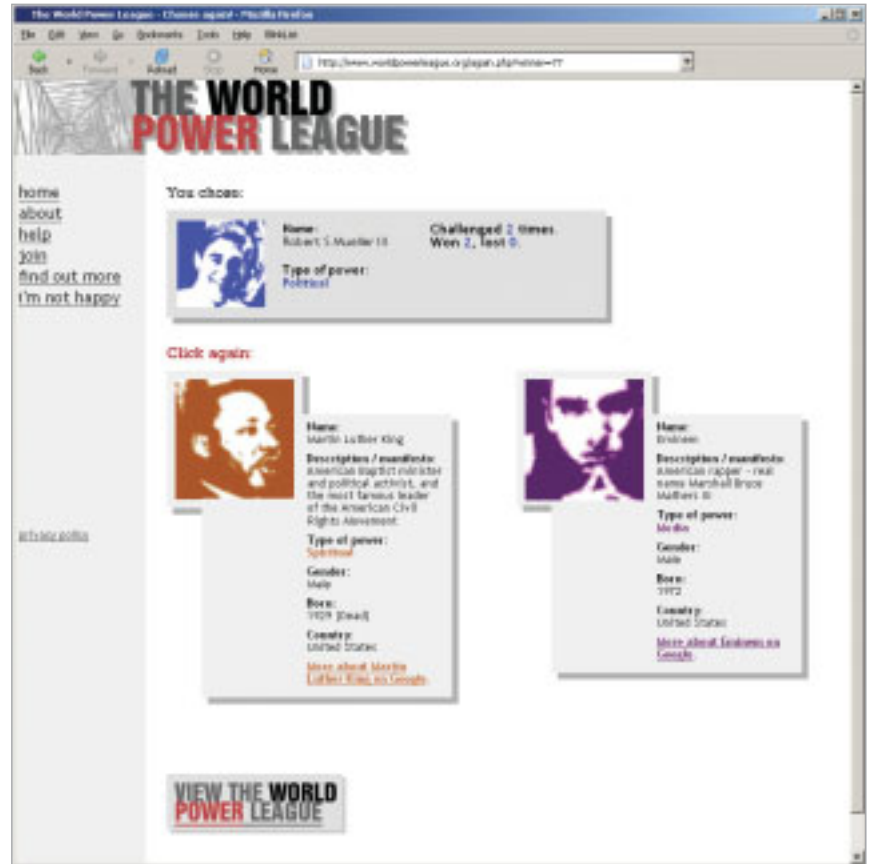 The World Power League - Choose again! - Mozilla Firefox
File Edit View Go Bookmarks Tools Help
Back Forward Reload Stop Home
THE WORLD
POWER LEAGUE
home
about
help
join
find out more
i'm not happy
privacy policy
You chose:
Name:
Robert S Mueller III
Type of power:
Political
Challenged 2 times.
Won 2, lost 0.
Click again:
Name:
Martin Luther King
Description / manifesto:
American Baptist minister
and political activist, and
the most famous leader
of the American Civil
Rights Movement
Type of power:
Spiritual
Gender:
Male
Born:
1929 (Dead)
Country:
United States
More about Martin
Luther King on Google
Name:
Eminem
Description / manifesto:
American rapper - real
name Marshall Bruce
Mathers III
Type of power:
Media
Gender:
Male
Born:
1972
Country:
United States
More about Eminem on
Google
VIEW THE WORLD
POWER LEAGUE